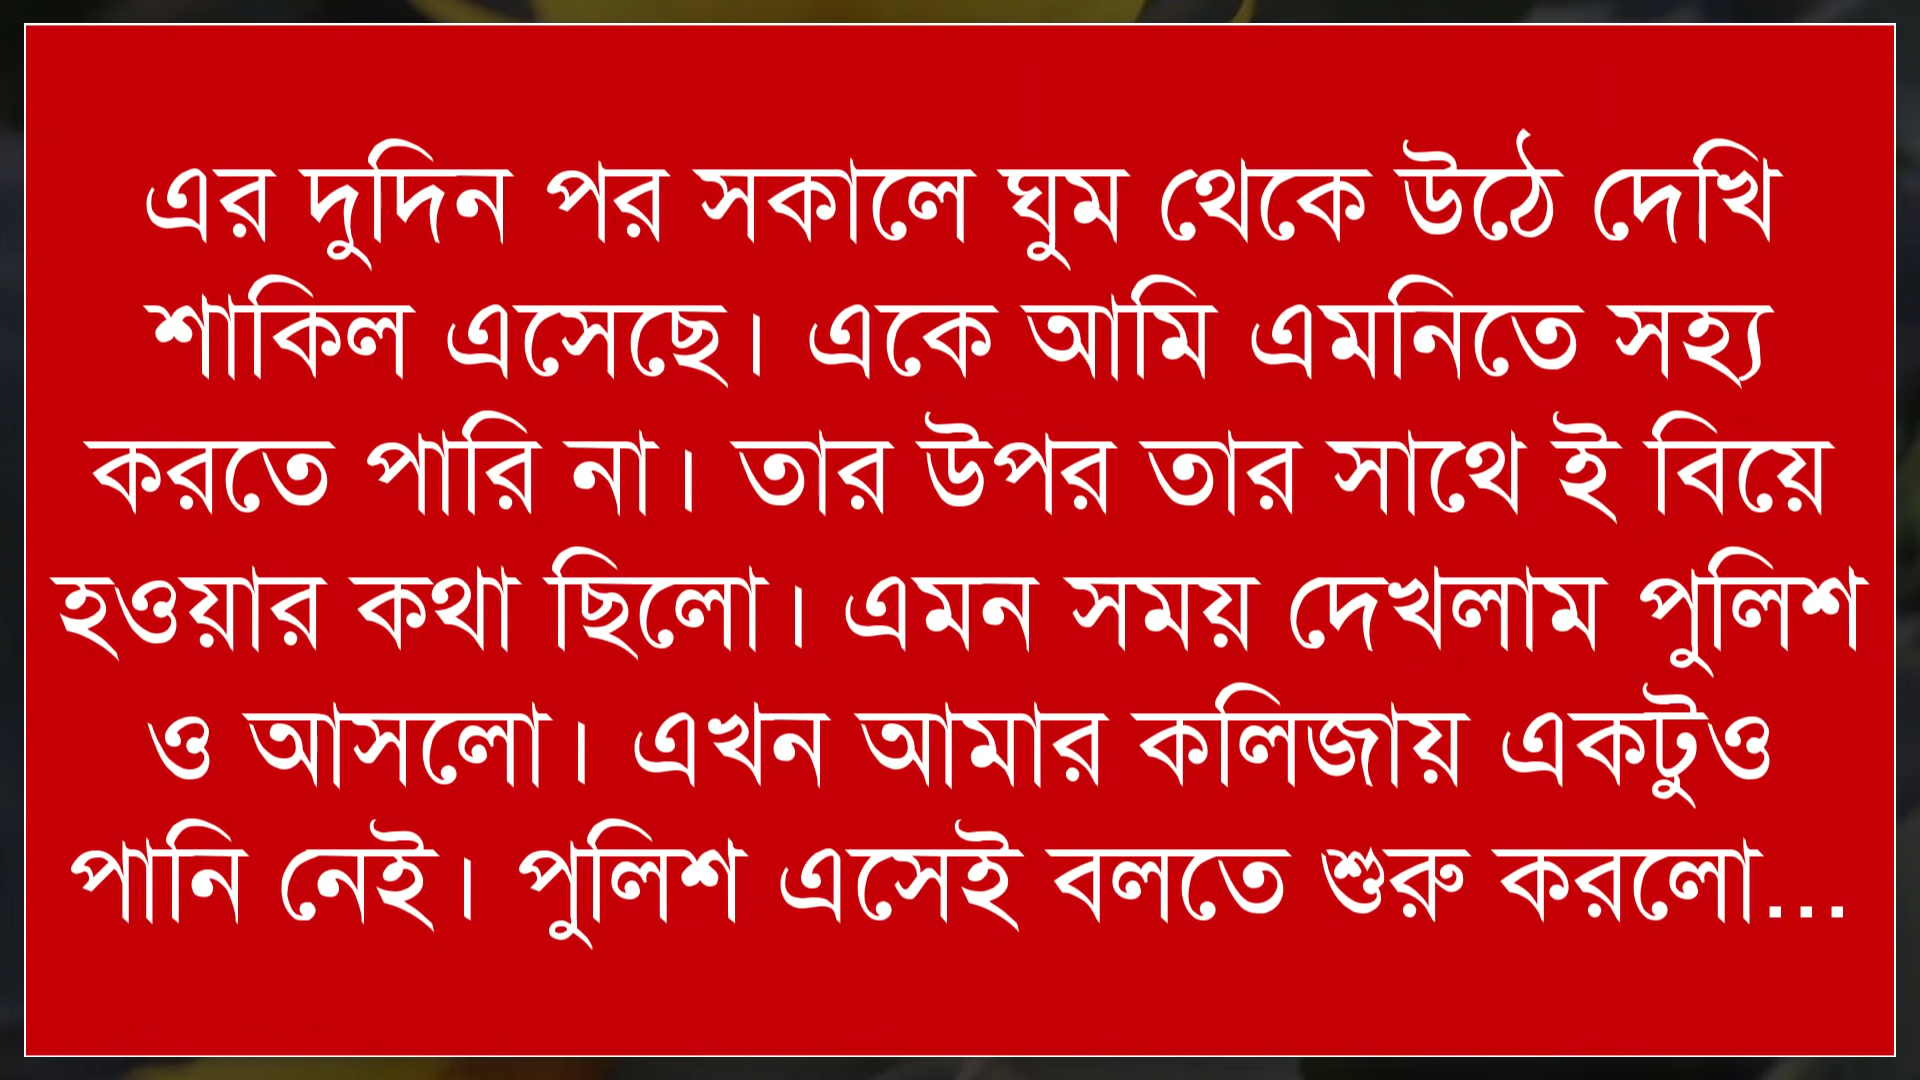 এর দুদিন পর সকালে ঘুম থেকে উঠে দেখি
শাকিল এসেছে। একে আমি এমনিতে সহ্য
করতে পারি না। তার উপর তার সাথে ই বিয়ে
হওয়ার কথা ছিলো। এমন সময় দেখলাম পুলিশ
ও আসলো। এখন আমার কলিজায় একটুও
পানি নেই। পুলিশ এসেই বলতে শুরু করলো...